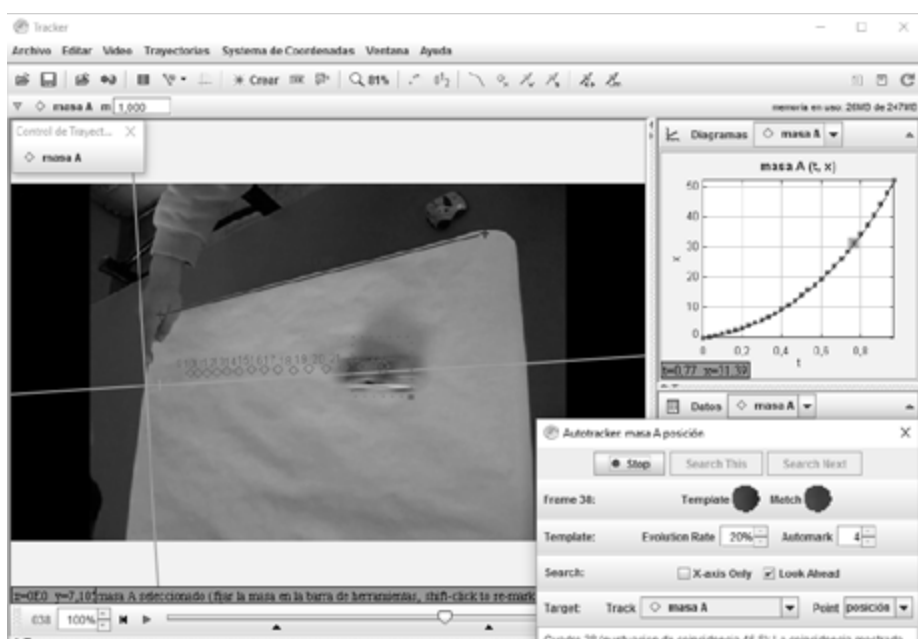 Tracker
Archivo Editar Video Trayectorias Systema de Coordenadas Ventana Ayuda
Crear 81%
masa A m 1,000
memoria en uso: 28MB de 247MB
Control de Trayect...
masa A
Diagramas masa A
masa A (t, x)
50
40
30
20
10
0
x
0 0,2 0,4 0,6 0,8
t
t=0,77 x=31,39
Datos masa A
Autotracker: masa A posición
Stop Search This Search Next
Frame 38: Template Match
Template: Evolution Rate 20% Automark 4
Search: X-axis Only Look Ahead
Target: Track masa A Point posición
masa A seleccionado (fijar la masa en la barra de herramientas, shift-click to re-mark
038 100%